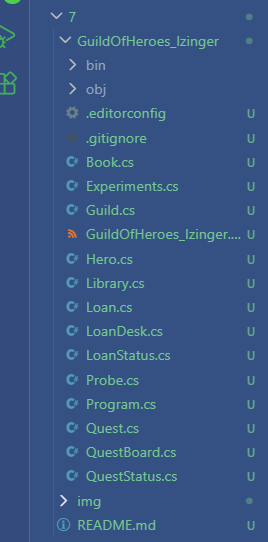 7
GuildOfHeroes_Izinger
bin
obj
.editorconfig U
.gitignore U
Book.cs U
Experiments.cs U
Guild.cs U
GuildOfHeroes_Izinger.... U
Hero.cs U
Library.cs U
Loan.cs U
LoanDesk.cs U
LoanStatus.cs U
Probe.cs U
Program.cs U
Quest.cs U
QuestBoard.cs U
QuestStatus.cs U
img
README.md U